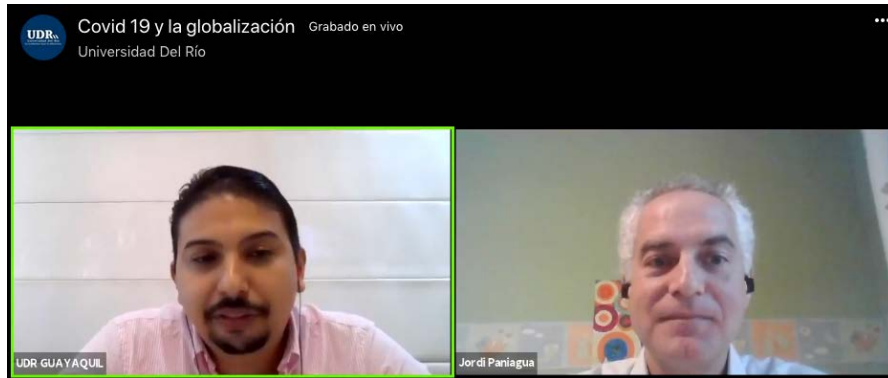 UDR
Covid 19 y la globalización Grabado en vivo
Universidad Del Río
UDR GUAYAQUIL
Jordi Paniagua